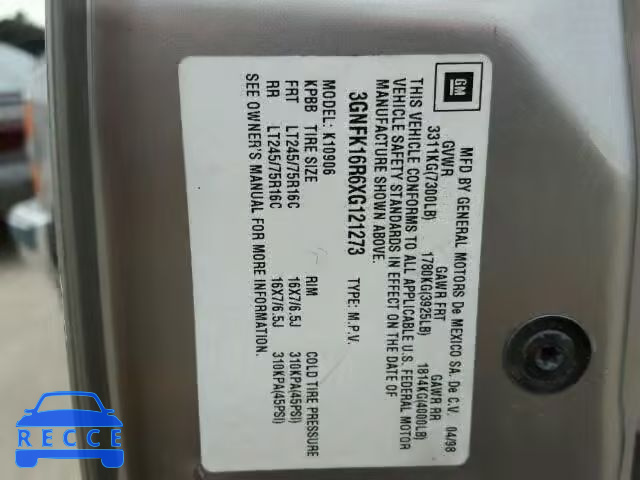 GM
MFD BY GENERAL MOTORS De MEXICO SA. De C.V. 04/98
GVWR GAWR FRT GAWR RR
3311KG(7300LB) 1780KG(3925LB) 1814KG(4000LB)
THIS VEHICLE CONFORMS TO ALL APPLICABLE U.S. FEDERAL MOTOR
VEHICLE SAFETY STANDARDS IN EFFECT ON THE DATE OF
MANUFACTURE SHOWN ABOVE.
3GNFK16R6XG121273 TYPE: M.P.V.
MODEL: K10906
KPBB TIRE SIZE RIM COLD TIRE PRESSURE
FRT LT245/75R16C 16X7/6.5J 310KPA(45PSI)
RR LT245/75R16C 16X7/6.5J 310KPA(45PSI)
SEE OWNER'S MANUAL FOR MORE INFORMATION
RECCE